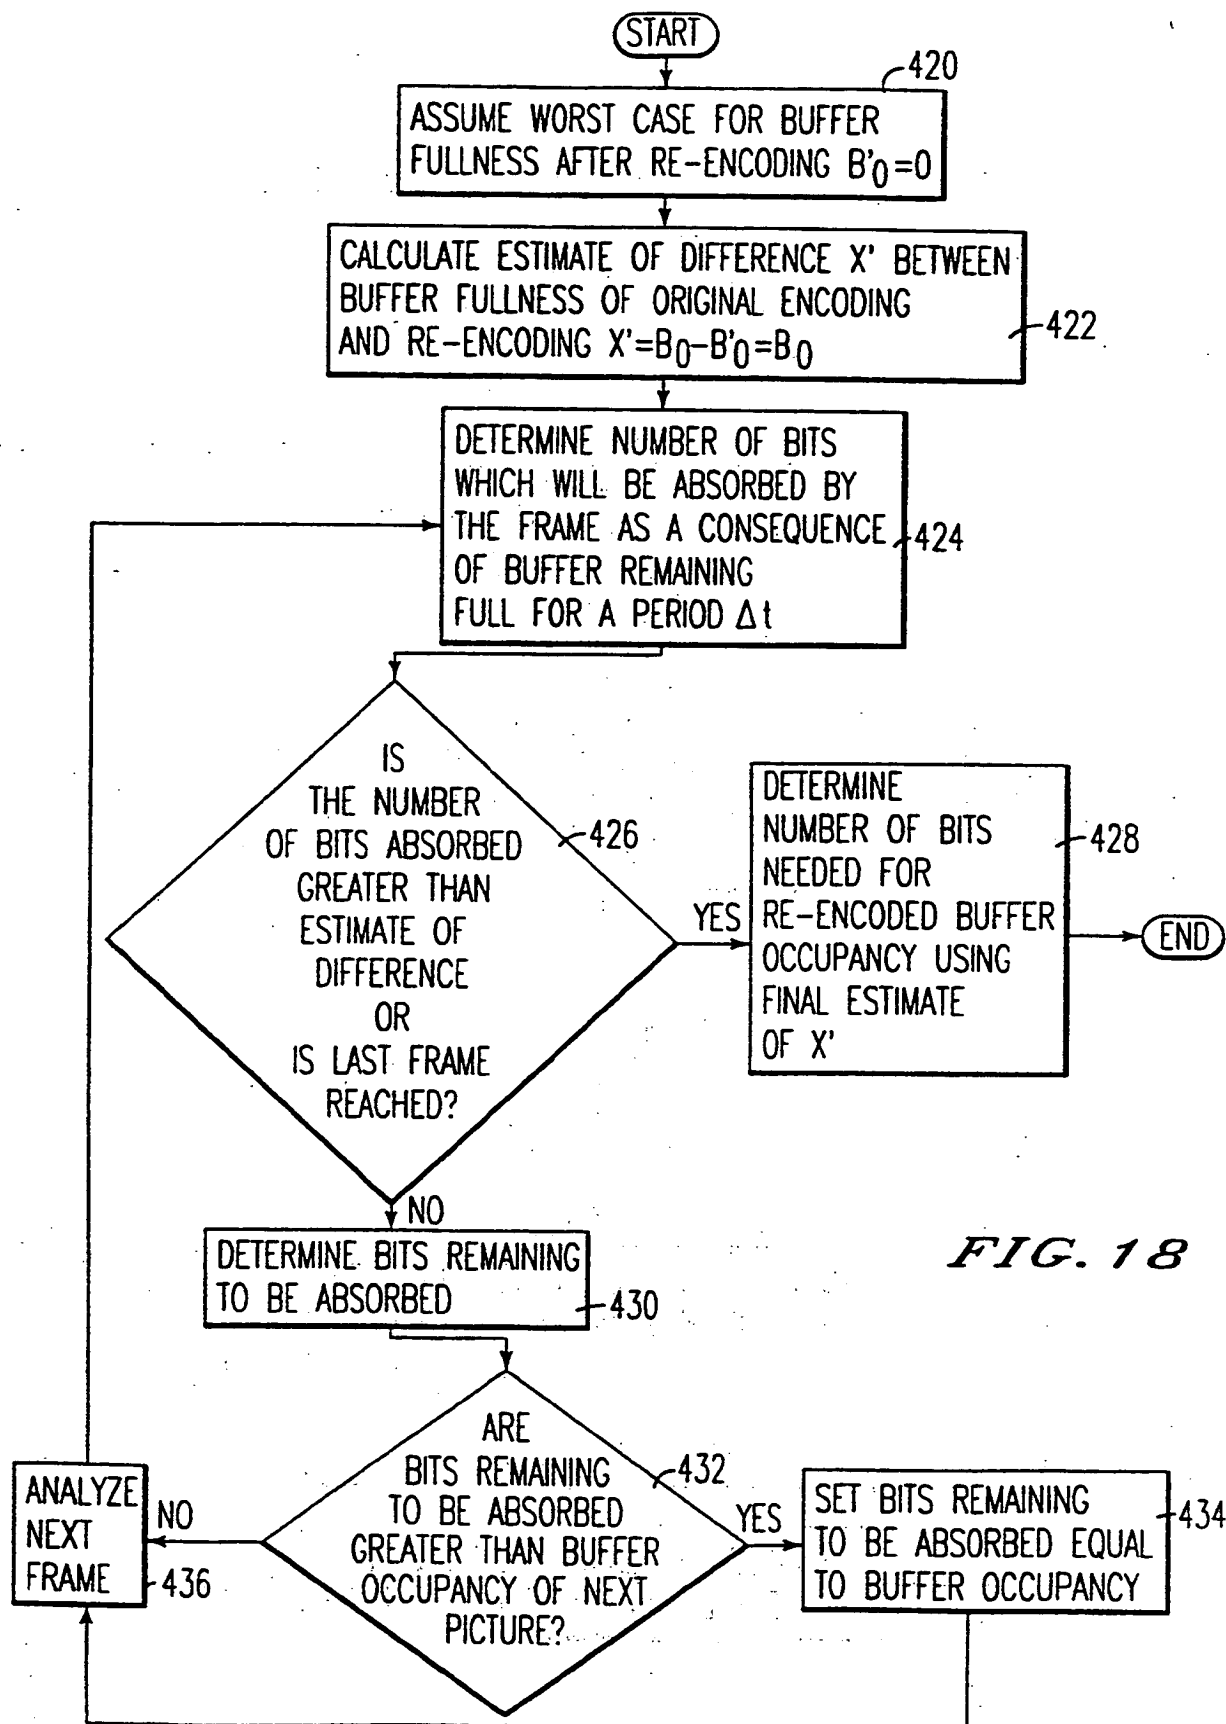 START
420
ASSUME WORST CASE FOR BUFFER
FULLNESS AFTER RE-ENCODING B'0=0
CALCULATE ESTIMATE OF DIFFERENCE X' BETWEEN
BUFFER FULLNESS OF ORIGINAL ENCODING
AND RE-ENCODING X'=B0-B'0=B0
422
DETERMINE NUMBER OF BITS
WHICH WILL BE ABSORBED BY
THE FRAME AS A CONSEQUENCE
OF BUFFER REMAINING
FULL FOR A PERIOD Δt
424
IS
THE NUMBER
OF BITS ABSORBED
GREATER THAN
ESTIMATE OF
DIFFERENCE
OR
IS LAST FRAME
REACHED?
426
YES
DETERMINE
NUMBER OF BITS
NEEDED FOR
RE-ENCODED BUFFER
OCCUPANCY USING
FINAL ESTIMATE
OF X'
428
END
NO
DETERMINE BITS REMAINING
TO BE ABSORBED
430
FIG. 18
ARE
BITS REMAINING
TO BE ABSORBED
GREATER THAN BUFFER
OCCUPANCY OF NEXT
PICTURE?
432
YES
SET BITS REMAINING
TO BE ABSORBED EQUAL
TO BUFFER OCCUPANCY
434
NO
ANALYZE
NEXT
FRAME
436